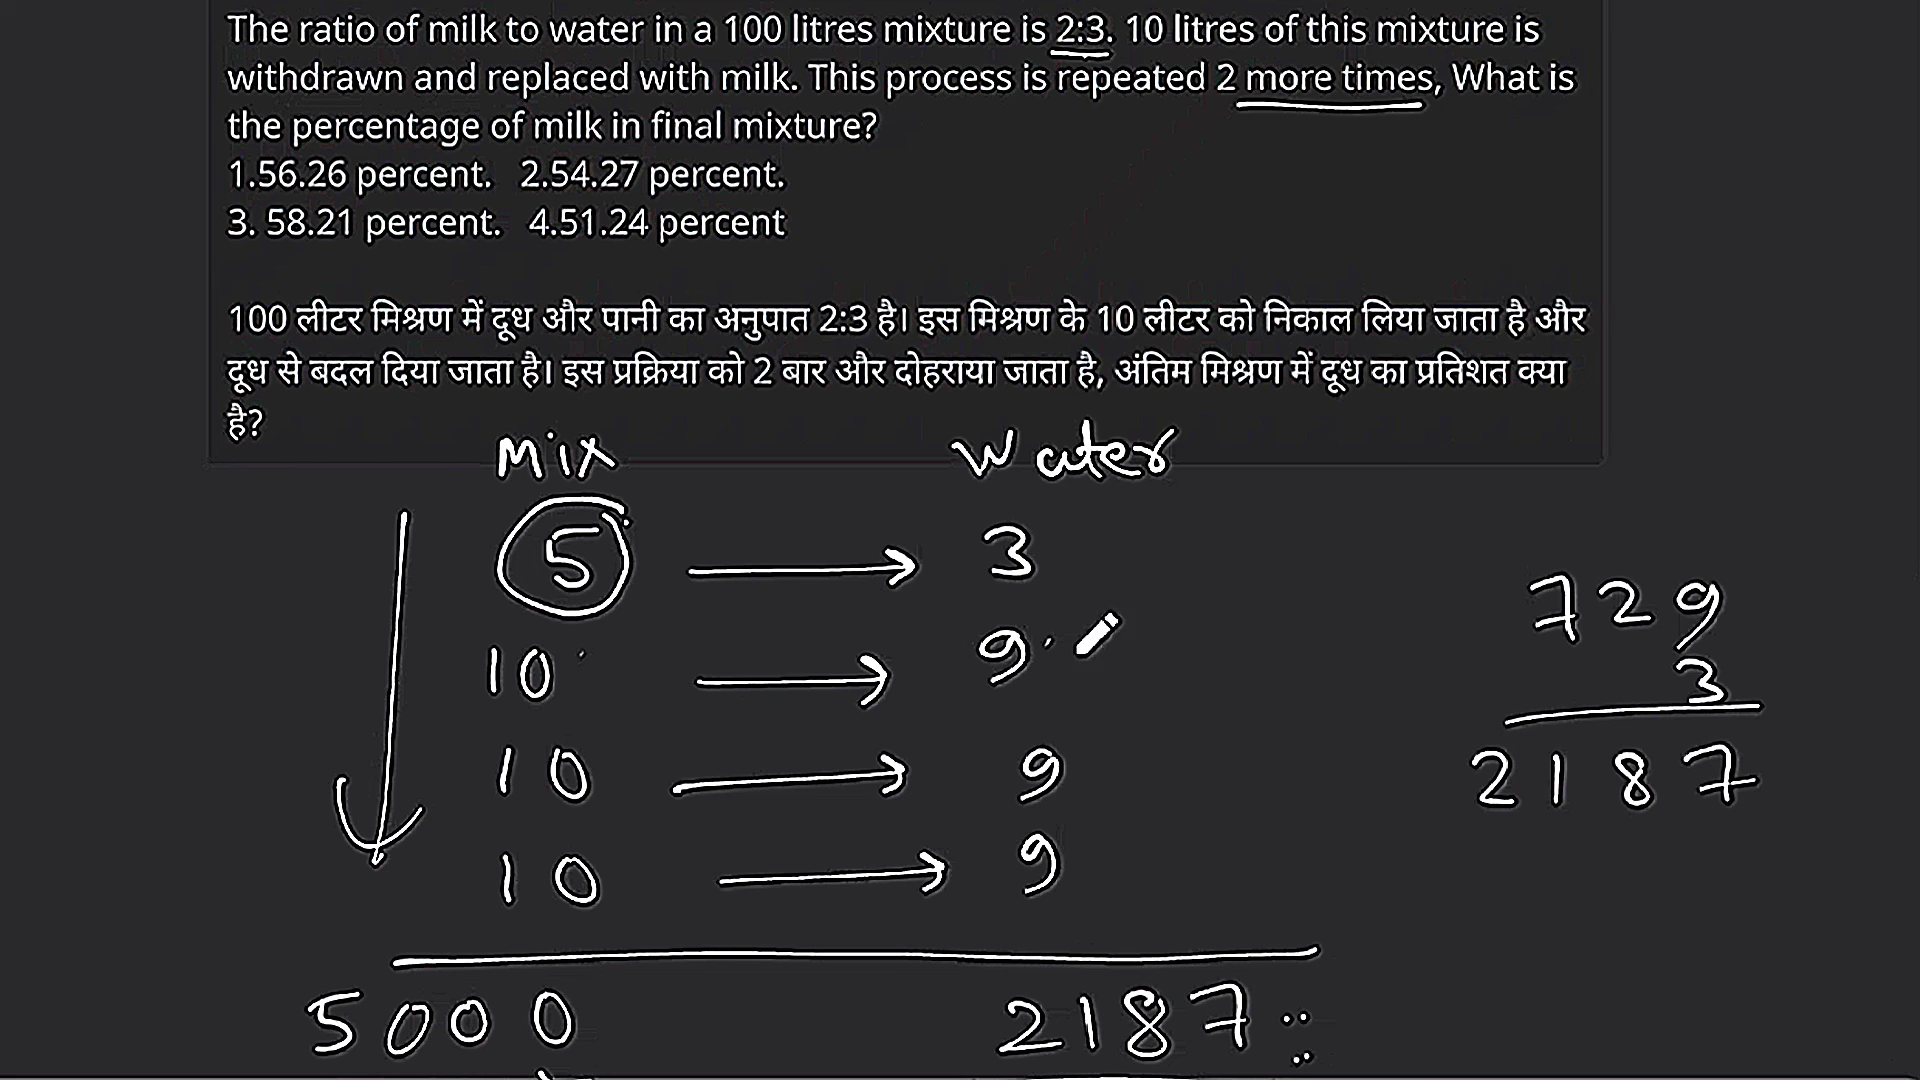 The ratio of milk to water in a 100 litres mixture is 2:3. 10 litres of this mixture is
withdrawn and replaced with milk. This process is repeated 2 more times, What is
the percentage of milk in final mixture?
1.56.26 percent. 2.54.27 percent.
3. 58.21 percent. 4.51.24 percent
100 लीटर मिश्रण में दूध और पानी का अनुपात 2:3 है। इस मिश्रण के 10 लीटर को निकाल लिया जाता है और
दूध से बदल दिया जाता है। इस प्रक्रिया को 2 बार और दोहराया जाता है, अंतिम मिश्रण में दूध का प्रतिशत क्या
है?
Mix Water
5 → 3
10 → 9
10 → 9
10 → 9
5000 2187
729
3
2187